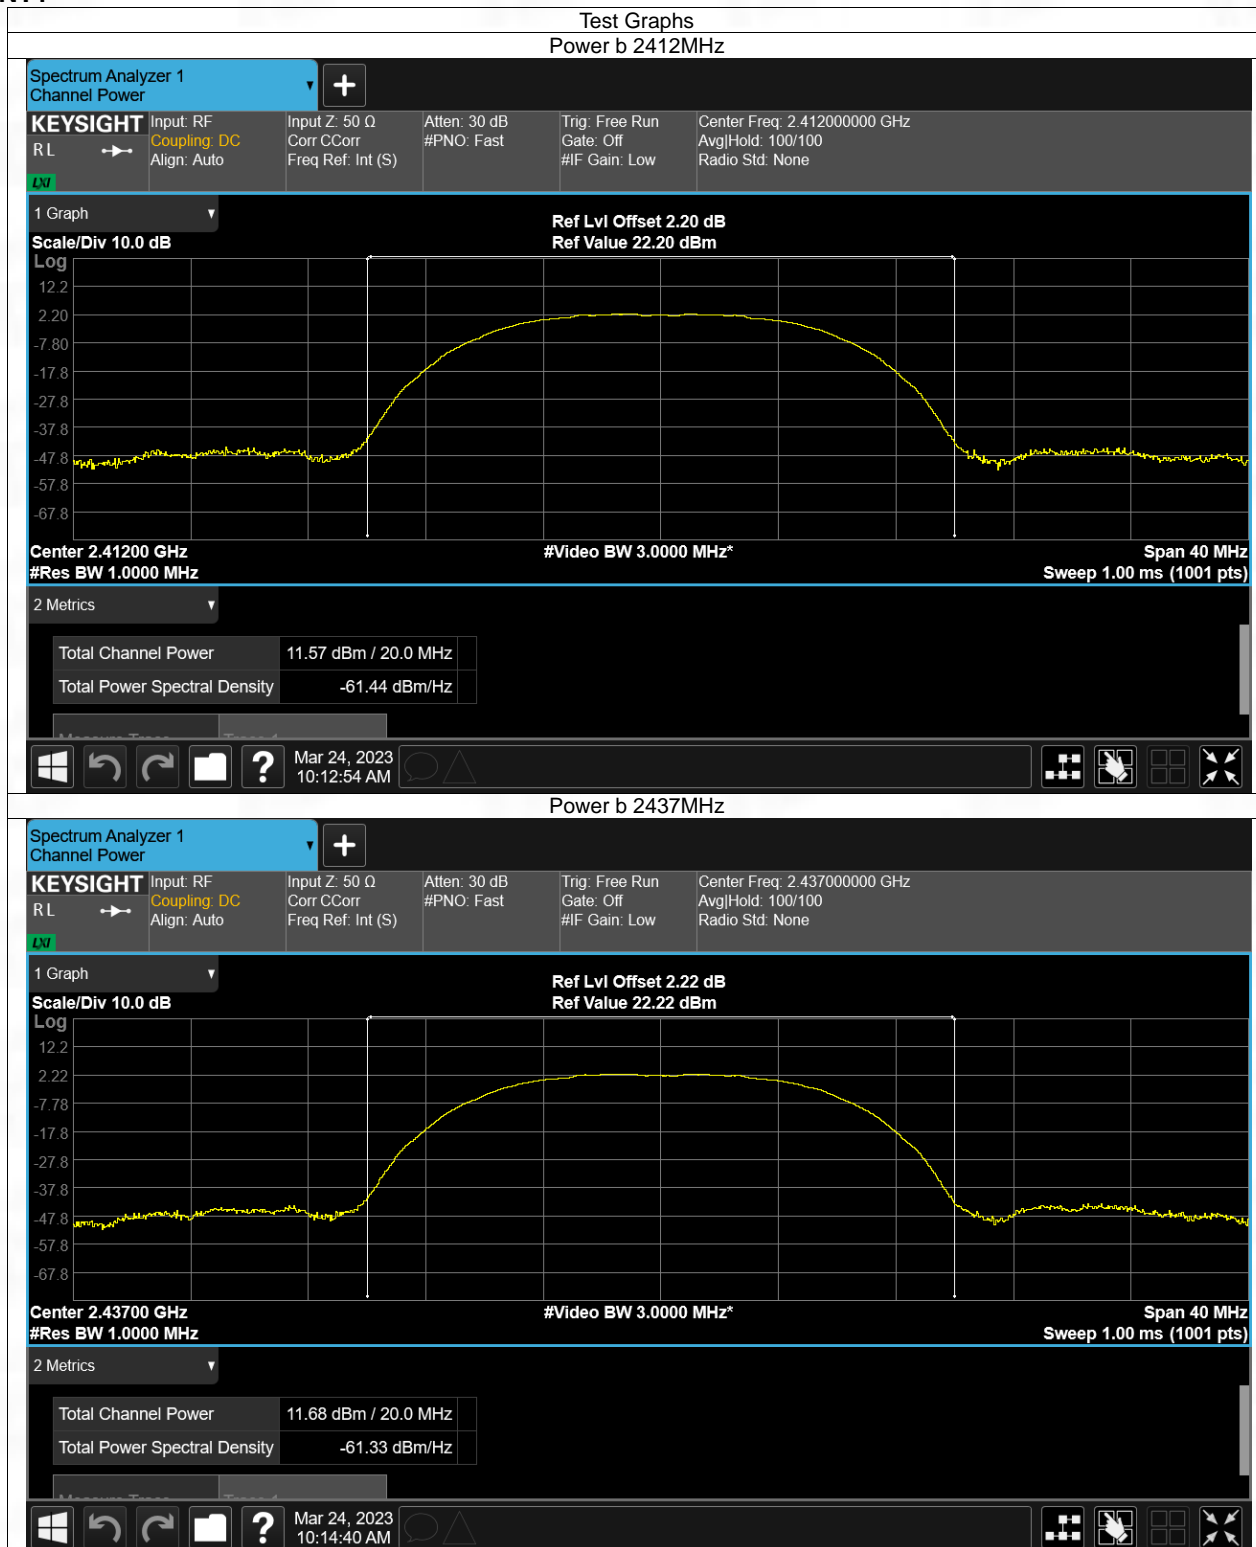 Test Graphs
Power b 2412MHz
Spectrum Analyzer 1
Channel Power
KEYSIGHT
R L
LXI
Input: RF
Coupling: DC
Align: Auto
Input Z: 50 Ω
Corr CCorr
Freq Ref: Int (S)
Atten: 30 dB
#PNO: Fast
Trig: Free Run
Gate: Off
#IF Gain: Low
Center Freq: 2.412000000 GHz
Avg|Hold: 100/100
Radio Std: None
1 Graph
Scale/Div 10.0 dB
Ref Lvl Offset 2.20 dB
Ref Value 22.20 dBm
Log
12.2
2.20
-7.80
-17.8
-27.8
-37.8
-47.8
-57.8
-67.8
Center 2.41200 GHz
#Video BW 3.0000 MHz*
Span 40 MHz
#Res BW 1.0000 MHz
Sweep 1.00 ms (1001 pts)
2 Metrics
Total Channel Power 11.57 dBm / 20.0 MHz
Total Power Spectral Density -61.44 dBm/Hz
Mar 24, 2023
10:12:54 AM
Power b 2437MHz
Spectrum Analyzer 1
Channel Power
KEYSIGHT
R L
LXI
Input: RF
Coupling: DC
Align: Auto
Input Z: 50 Ω
Corr CCorr
Freq Ref: Int (S)
Atten: 30 dB
#PNO: Fast
Trig: Free Run
Gate: Off
#IF Gain: Low
Center Freq: 2.437000000 GHz
Avg|Hold: 100/100
Radio Std: None
1 Graph
Scale/Div 10.0 dB
Ref Lvl Offset 2.22 dB
Ref Value 22.22 dBm
Log
12.2
2.22
-7.78
-17.8
-27.8
-37.8
-47.8
-57.8
-67.8
Center 2.43700 GHz
#Video BW 3.0000 MHz*
Span 40 MHz
#Res BW 1.0000 MHz
Sweep 1.00 ms (1001 pts)
2 Metrics
Total Channel Power 11.68 dBm / 20.0 MHz
Total Power Spectral Density -61.33 dBm/Hz
Mar 24, 2023
10:14:40 AM